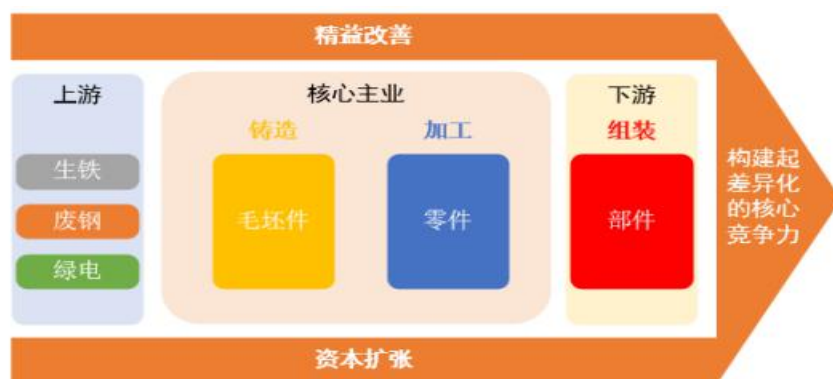 精益改善
上游
核心主业
下游
铸造
加工
组装
生铁
废钢
绿电
毛坯件
零件
部件
构建起
差异化
的核心
竞争力
资本扩张